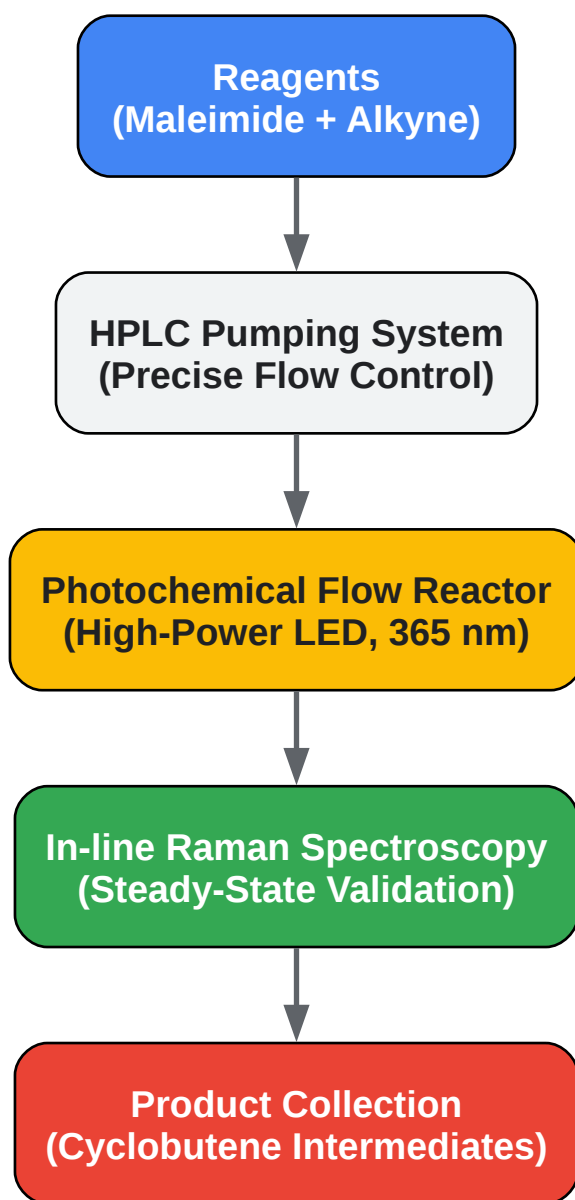 Reagents
(Maleimide + Alkyne)
HPLC Pumping System
(Precise Flow Control)
Photochemical Flow Reactor
(High-Power LED, 365 nm)
In-line Raman Spectroscopy
(Steady-State Validation)
Product Collection
(Cyclobutene Intermediates)